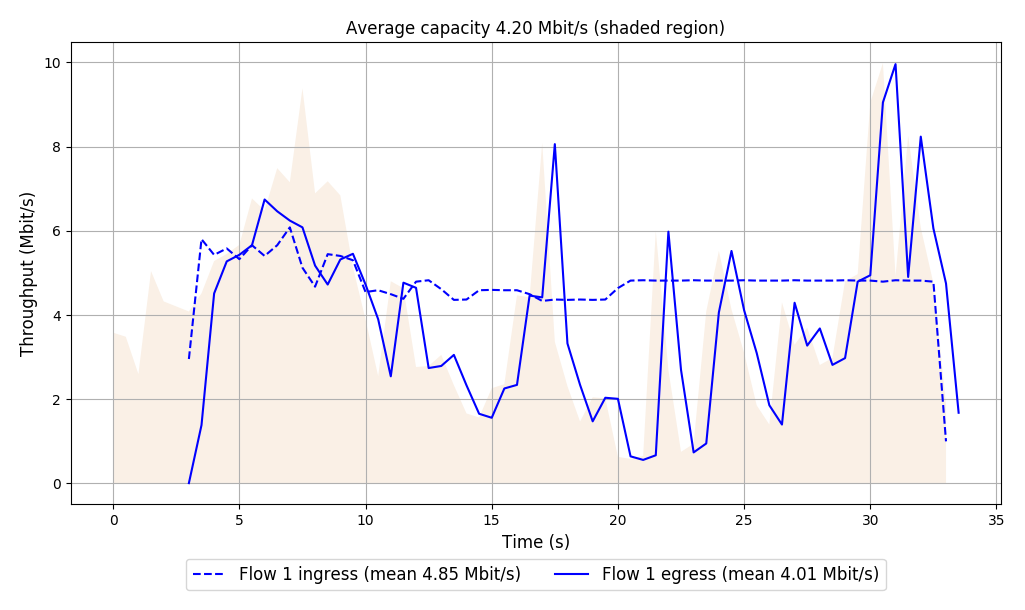 Average capacity 4.20 Mbit/s (shaded region)
10
8
6
4
2
0
Throughput (Mbit/s)
0 5 10 15 20 25 30 35
Time (s)
Flow 1 ingress (mean 4.85 Mbit/s) Flow 1 egress (mean 4.01 Mbit/s)